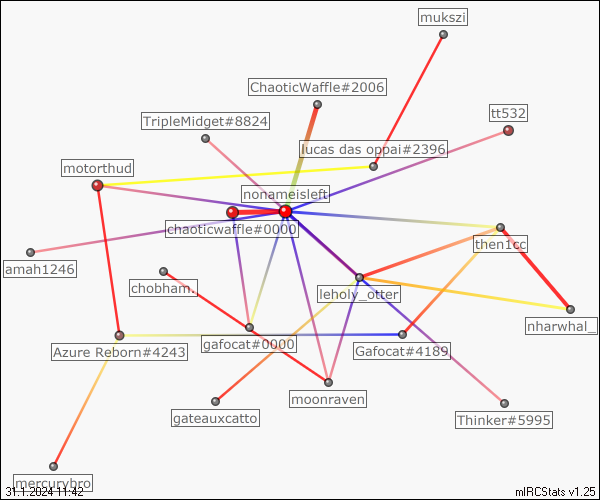 mukszi
ChaoticWaffle#2006
TripleMidget#8824
tt532
lucas das oppai#2396
motorthud
nonameisleft
chaoticwaffle#0000
then1cc
amah1246
chobham.
leholy_otter
nharwhal_
gafocat#0000
Azure Reborn#4243
Gafocat#4189
moonraven
gateauxcatto
Thinker#5995
mercurybro
31.1.2024 11:42
mIRCStats v1.25